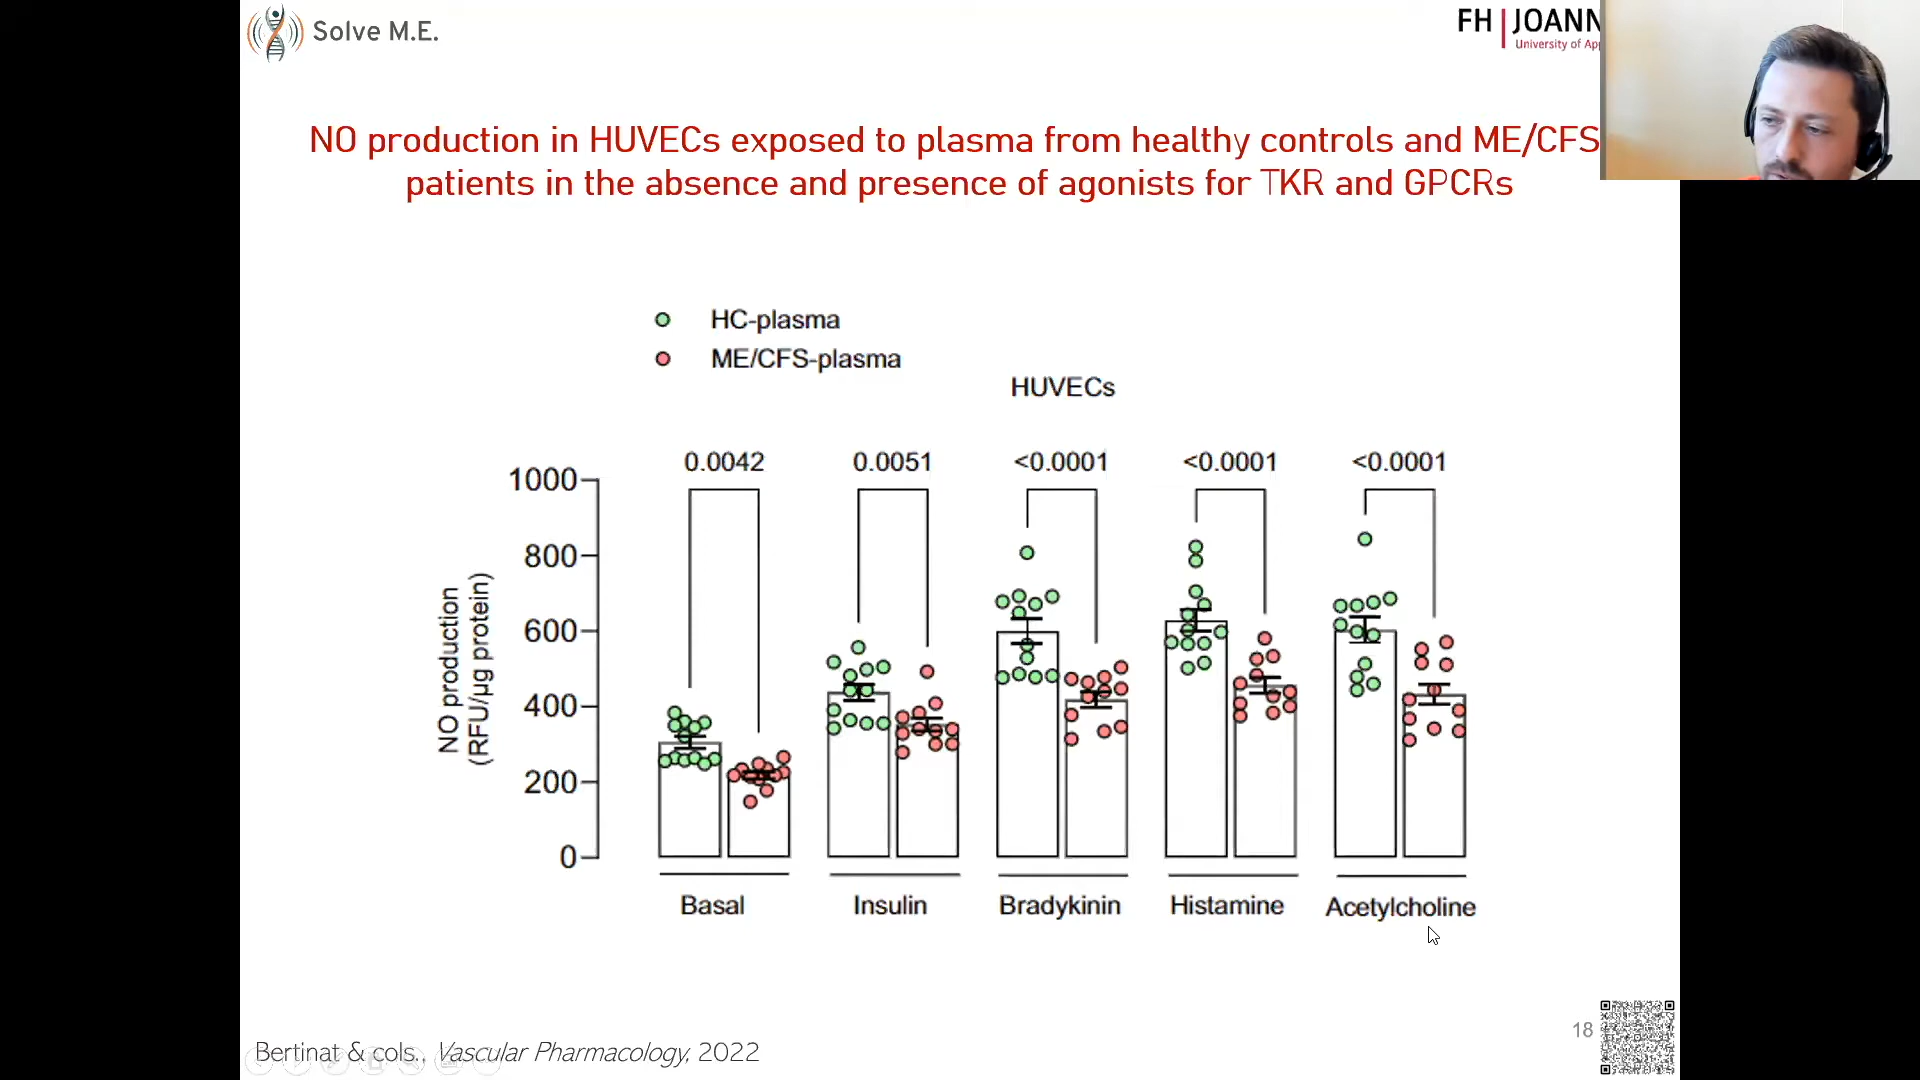 Solve M.E.
FH | JOANN
University of Ap
NO production in HUVECs exposed to plasma from healthy controls and ME/CFS
patients in the absence and presence of agonists for TKR and GPCRs
HC-plasma
ME/CFS-plasma
HUVECs
0.0042 0.0051 <0.0001 <0.0001 <0.0001
NO production
(RFU/µg protein)
1000
800
600
400
200
0
Basal Insulin Bradykinin Histamine Acetylcholine
Bertinat & cols., Vascular Pharmacology, 2022
18